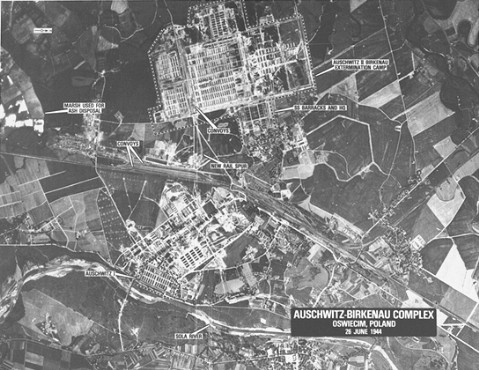 AUSCHWITZ II BIRKENAU
EXTERMINATION CAMP
MARSH USED FOR
ASH DISPOSAL
SS BARRACKS AND HQ
CONVOYS
CONVOYS
NEW RAIL SPUR
AUSCHWITZ I
SOLA RIVER
AUSCHWITZ-BIRKENAU COMPLEX
OSWIECIM, POLAND
26 JUNE 1944